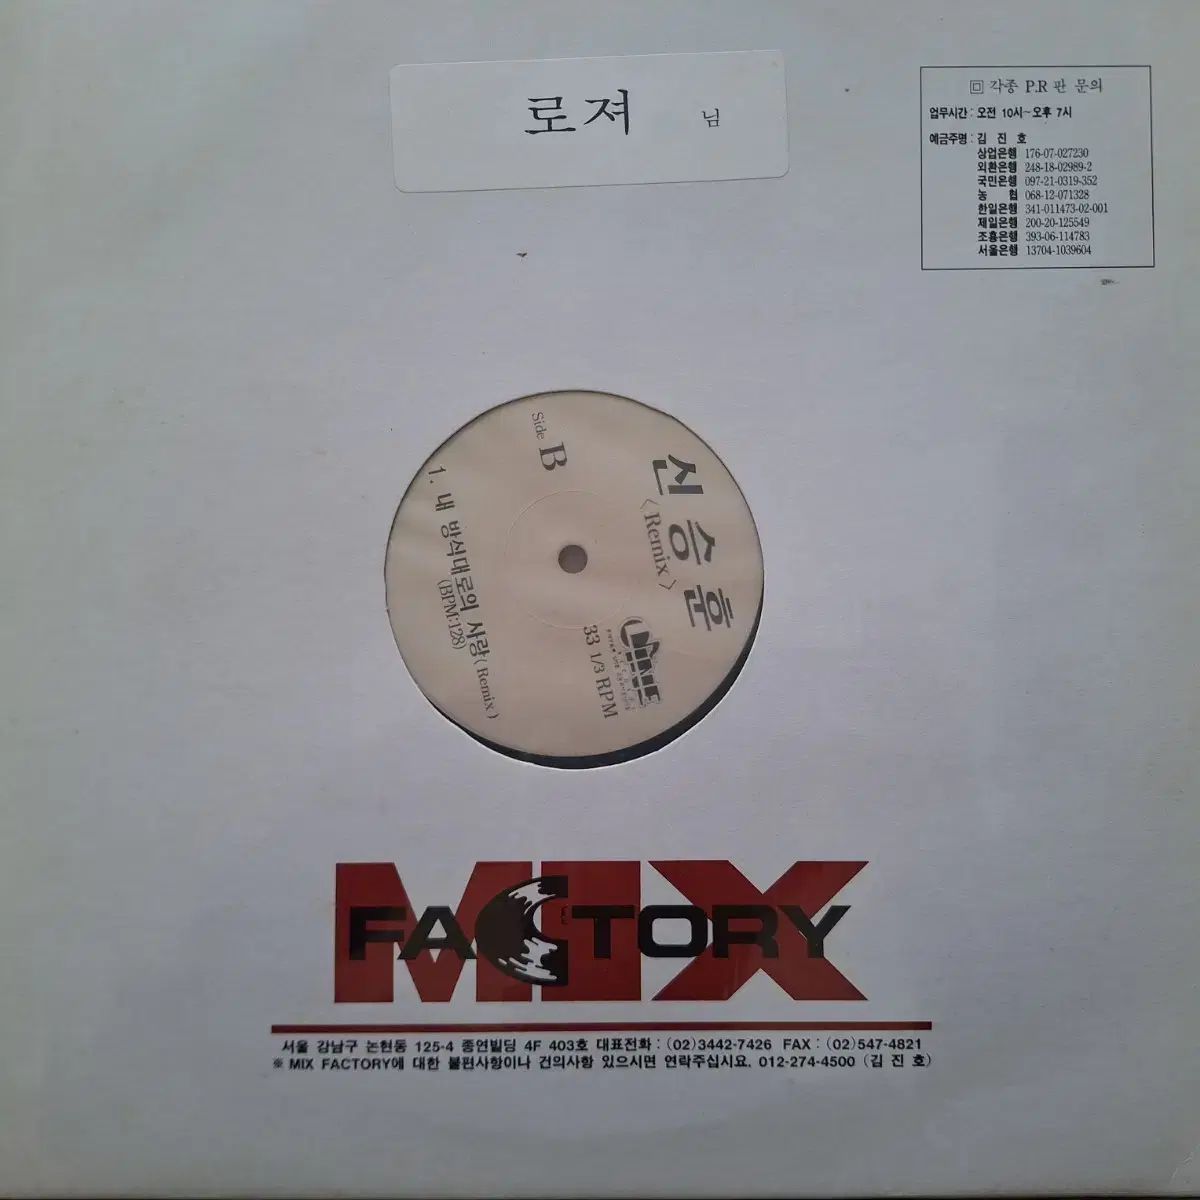 로져 님
回 각종 P.R 판 문의
업무시간 : 오전 10시~오후 7시
예금주명 : 김 진 호
상업은행 176-07-027230
외환은행 248-18-02989-2
국민은행 097-21-0319-352
농 협 068-12-071328
한일은행 341-011473-02-001
제일은행 200-20-125549
조흥은행 393-06-114783
서울은행 13704-1039604
신승훈
〈Remix〉
LINE
33 1/3 RPM
Side B
1. 내 방식대로의 사랑(Remix)
(BPM:128)
MIX
FACTORY
서울 강남구 논현동 125-4 종연빌딩 4F 403호 대표전화 : (02)3442-7426 FAX : (02)547-4821
※ MIX FACTORY에 대한 불편사항이나 건의사항 있으시면 연락주십시요. 012-274-4500 (김 진 호)